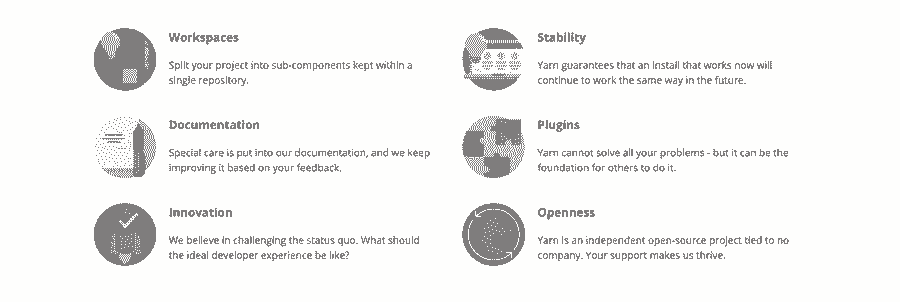 Workspaces
Split your project into sub-components kept within a
single repository.
Stability
Yarn guarantees that an install that works now will
continue to work the same way in the future.
Documentation
Special care is put into our documentation, and we keep
improving it based on your feedback.
Plugins
Yarn cannot solve all your problems - but it can be the
foundation for others to do it.
Innovation
We believe in challenging the status quo. What should
the ideal developer experience be like?
Openness
Yarn is an independent open-source project tied to no
company. Your support makes us thrive.